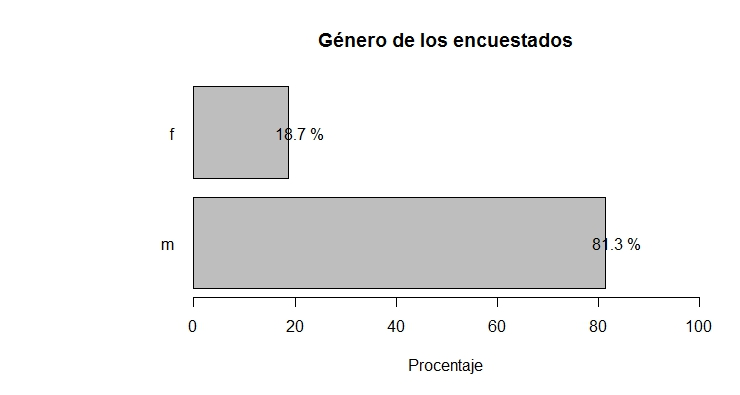 Género de los encuestados
f
18.7 %
m
81.3 %
0 20 40 60 80 100
Procentaje